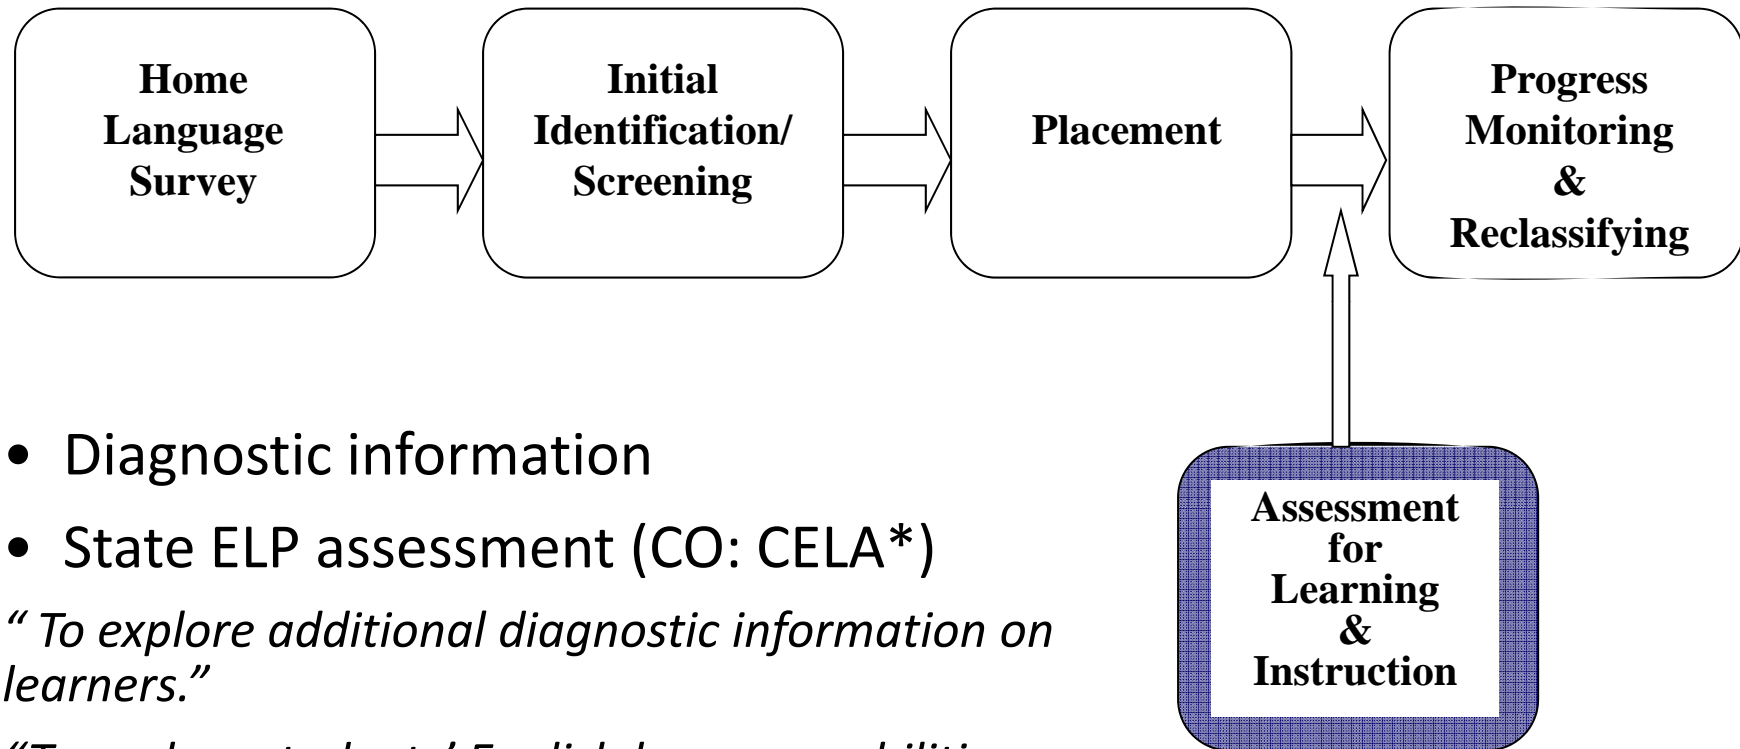 Home
Language
Survey
Initial
Identification/
Screening
Placement
Progress
Monitoring
&
Reclassifying
• Diagnostic information
• State ELP assessment (CO: CELA*)
“ To explore additional diagnostic information on
learners.”
Assessment
for
Learning
&
Instruction